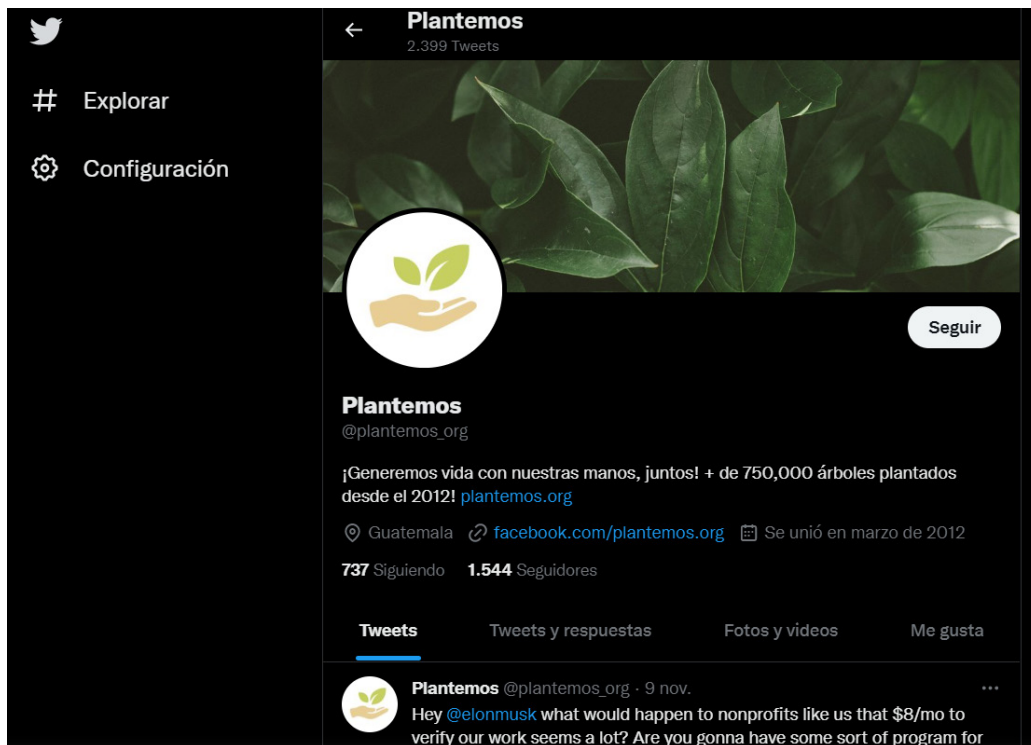 Plantemos
2.399 Tweets
Explorar
Configuración
Seguir
Plantemos
@plantemos_org
¡Generemos vida con nuestras manos, juntos! + de 750,000 árboles plantados
desde el 2012! plantemos.org
Guatemala facebook.com/plantemos.org Se unió en marzo de 2012
737 Siguiendo 1.544 Seguidores
Tweets Tweets y respuestas Fotos y videos Me gusta
Plantemos @plantemos_org · 9 nov.
Hey @elonmusk what would happen to nonprofits like us that $8/mo to
verify our work seems a lot? Are you gonna have some sort of program for